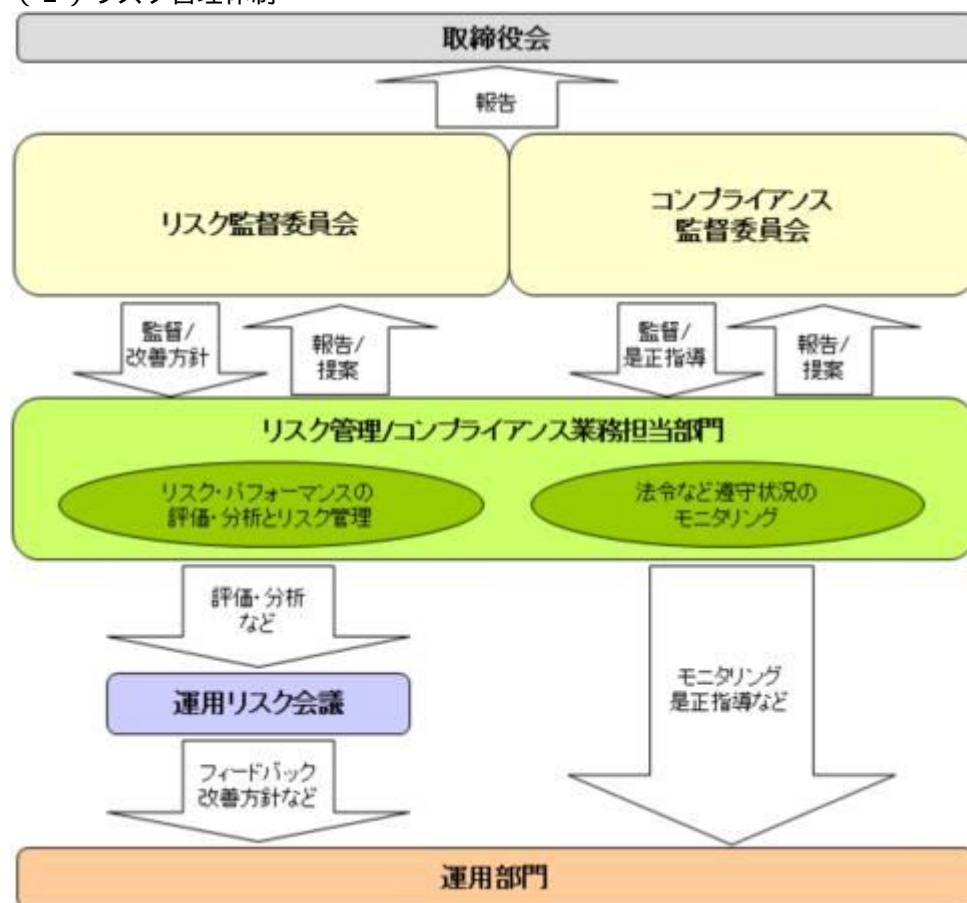 取締役会
報告
リスク監督委員会
コンプライアンス
監督委員会
監督/
改善方針
報告/
提案
監督/
是正指導
報告/
提案
リスク管理/コンプライアンス業務担当部門
リスク・パフォーマンスの
評価・分析とリスク管理
法令など遵守状況の
モニタリング
評価・分析
など
運用リスク会議
モニタリング
是正指導など
フィードバック
改善方針など
運用部門